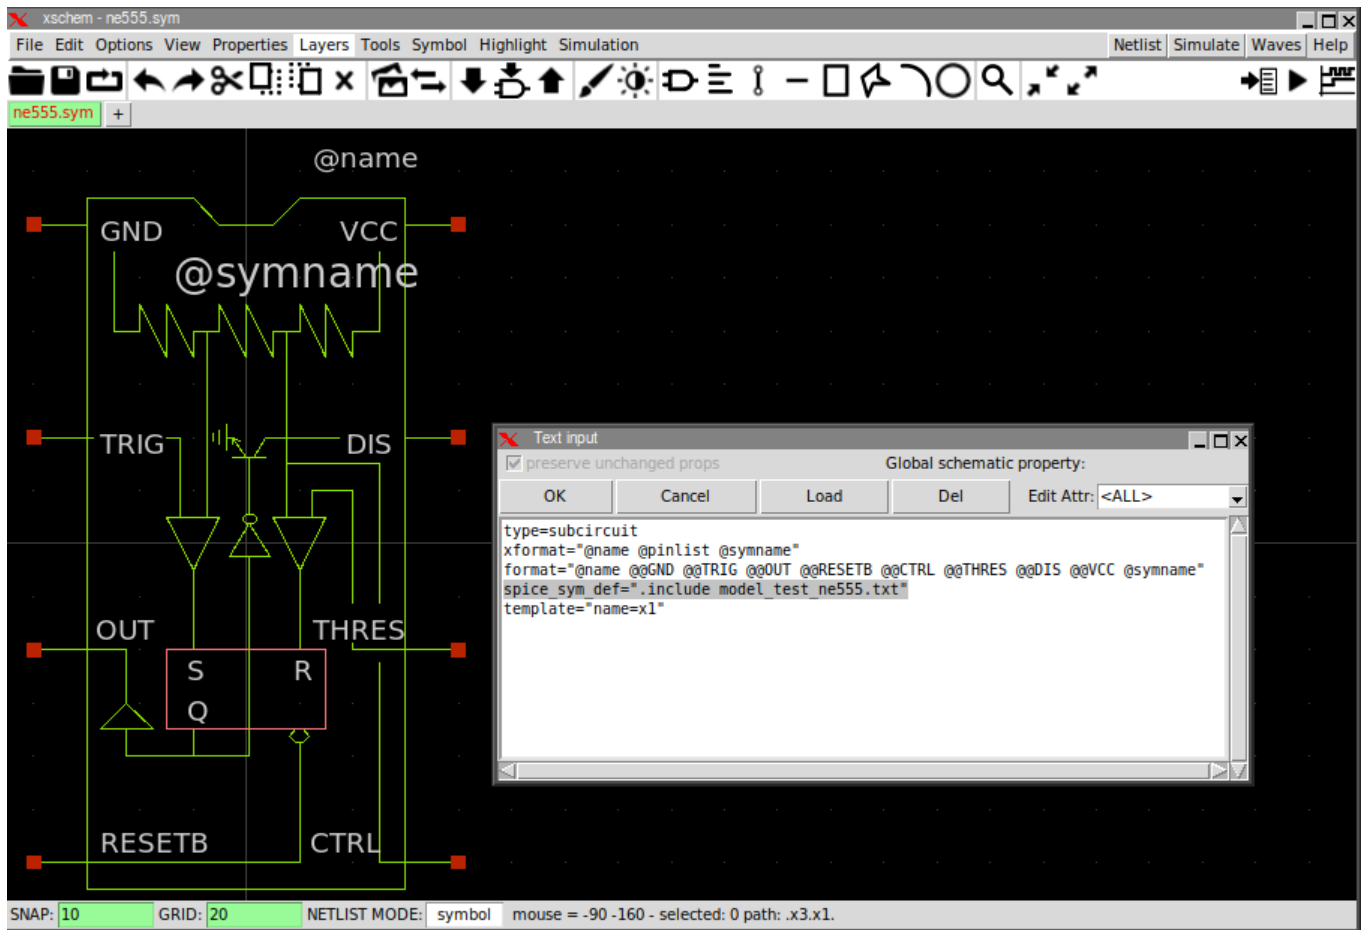 xschem - ne555.sym
File Edit Options View Properties Layers Tools Symbol Highlight Simulation Netlist Simulate Waves Help
ne555.sym +
@name
GND VCC
@symname
TRIG DIS
Text input
preserve unchanged props Global schematic property:
OK Cancel Load Del Edit Attr: <ALL>
type=subcircuit
xformat="@name @pinlist @symname"
format="@name @@GND @@TRIG @@OUT @@RESETB @@CTRL @@THRES @@DIS @@VCC @symname"
spice_sym_def=".include model_test_ne555.txt"
template="name=x1"
OUT THRES
S R
Q
RESETB CTRL
SNAP: 10 GRID: 20 NETLIST MODE: symbol mouse = -90 -160 - selected: 0 path: .x3.x1.